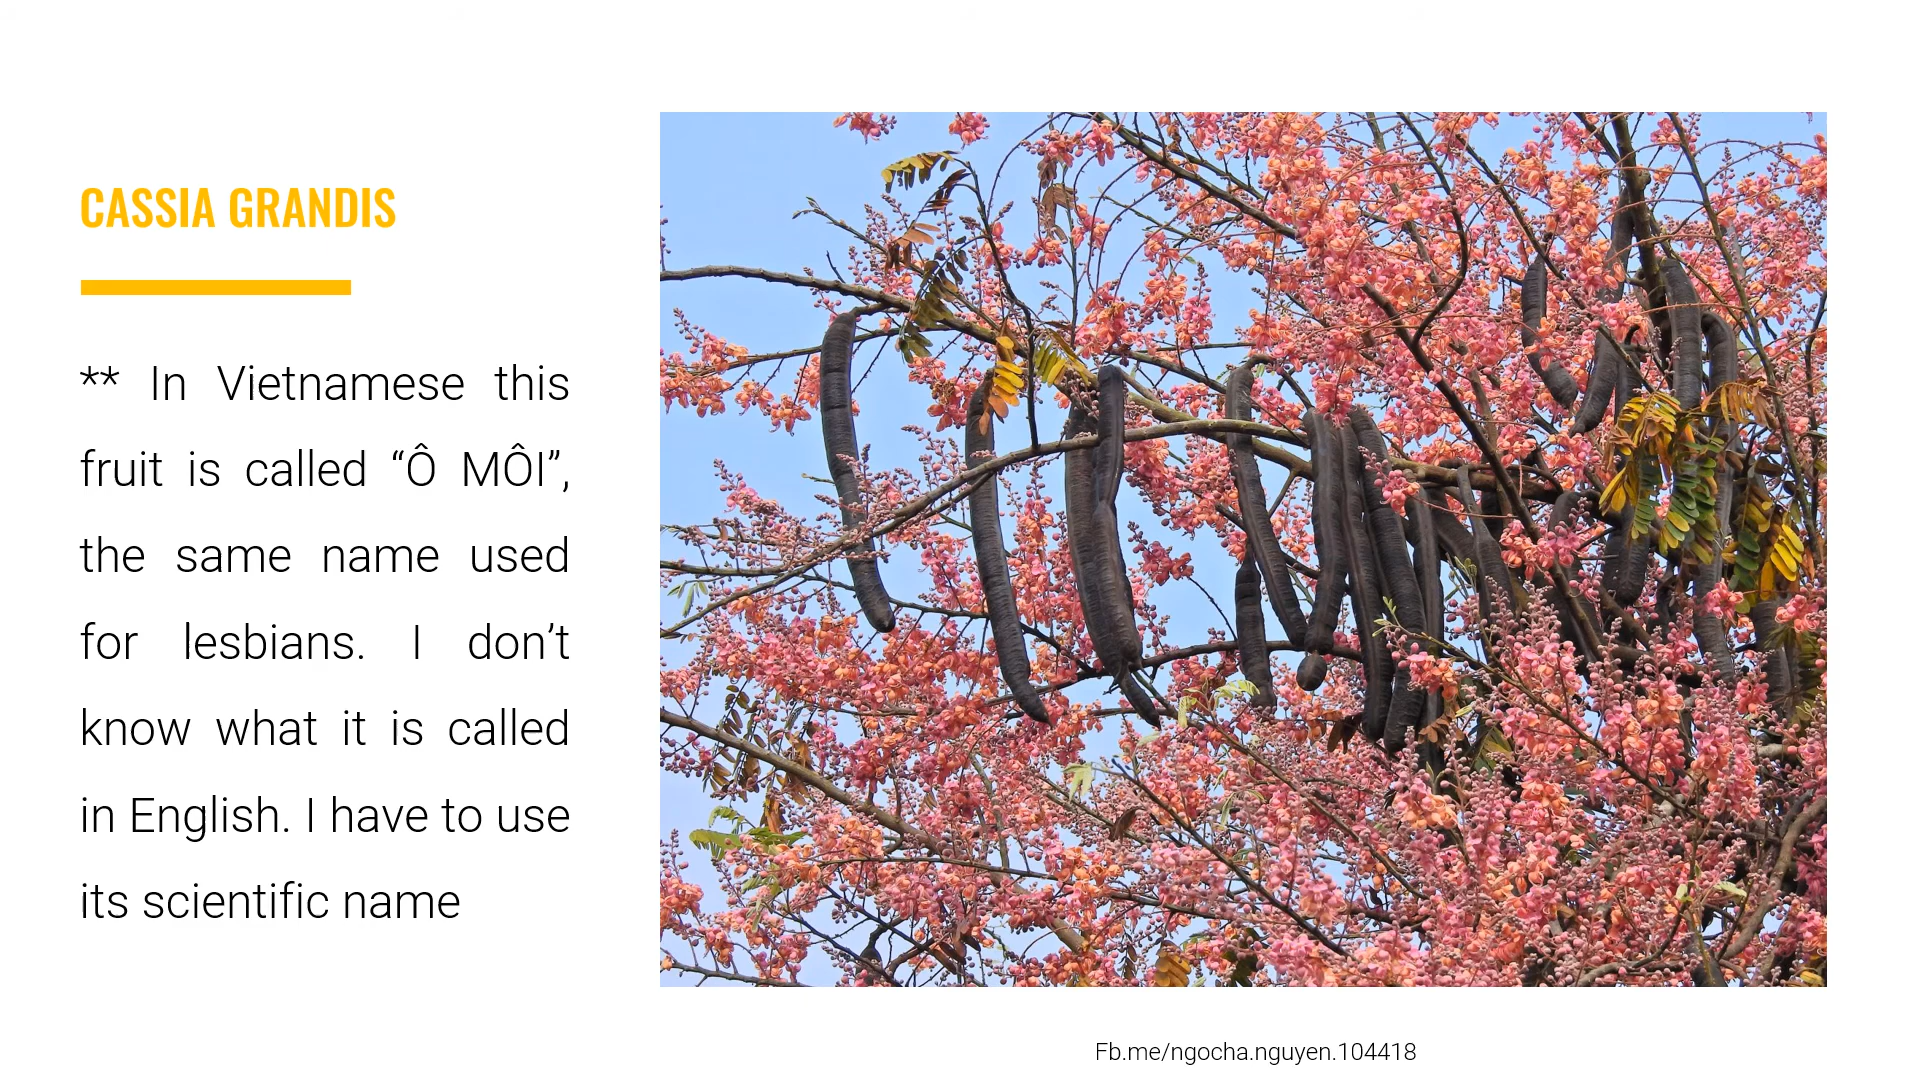 CASSIA GRANDIS
** In Vietnamese this
fruit is called “Ô MÔI”,
the same name used
for lesbians. I don’t
know what it is called
in English. I have to use
its scientific name
Fb.me/ngocha.nguyen.104418